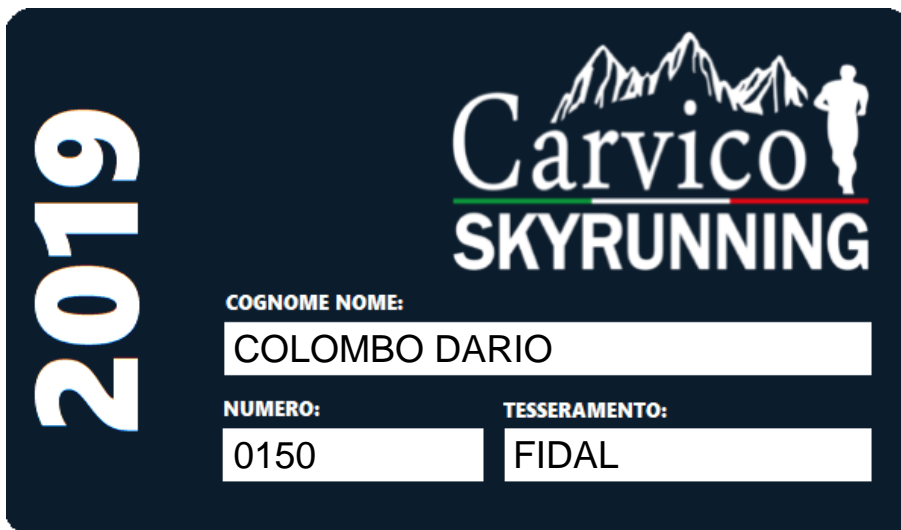 2019
Carvico
SKYRUNNING
COGNOME NOME:
COLOMBO DARIO
NUMERO:
TESSERAMENTO:
0150
FIDAL